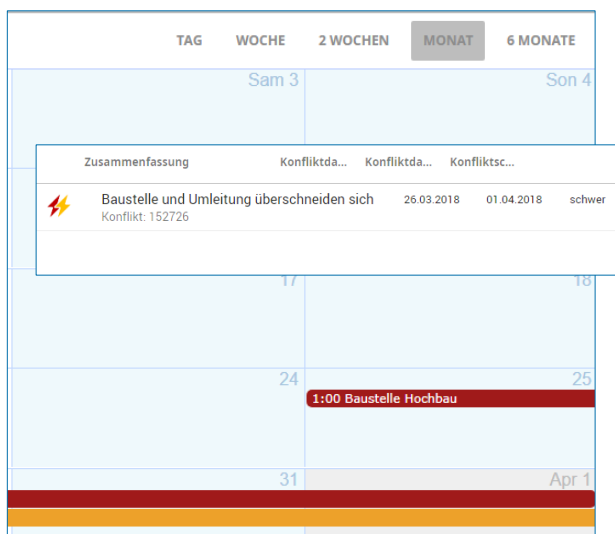 TAG WOCHE 2 WOCHEN MONAT 6 MONATE
Sam 3 Son 4
Zusammenfassung Konfliktda... Konfliktda... Konfliktsc...
Baustelle und Umleitung überschneiden sich 26.03.2018 01.04.2018 schwer
Konflikt: 152726
17 18
24 25
1:00 Baustelle Hochbau
31 Apr 1